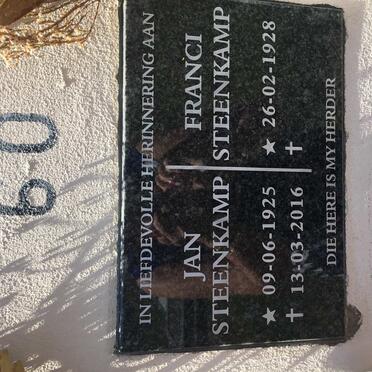 60
IN LIEFDEVOLLE HERINNERING AAN
JAN
STEENKAMP
★ 09-06-1925
✝ 13-03-2016
FRANCI
STEENKAMP
★ 26-02-1928
✝
DIE HERE IS MY HERDER